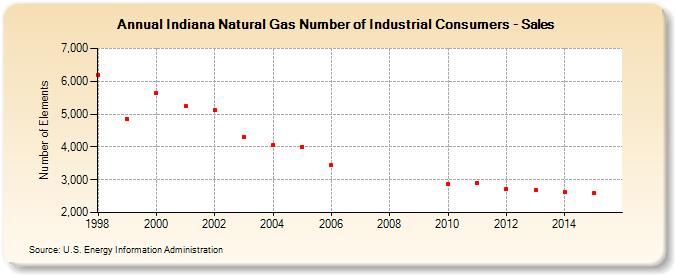 Annual Indiana Natural Gas Number of Industrial Consumers - Sales
Number of Elements
7,000
6,000
5,000
4,000
3,000
2,000
1998 2000 2002 2004 2006 2008 2010 2012 2014
Source: U.S. Energy Information Administration